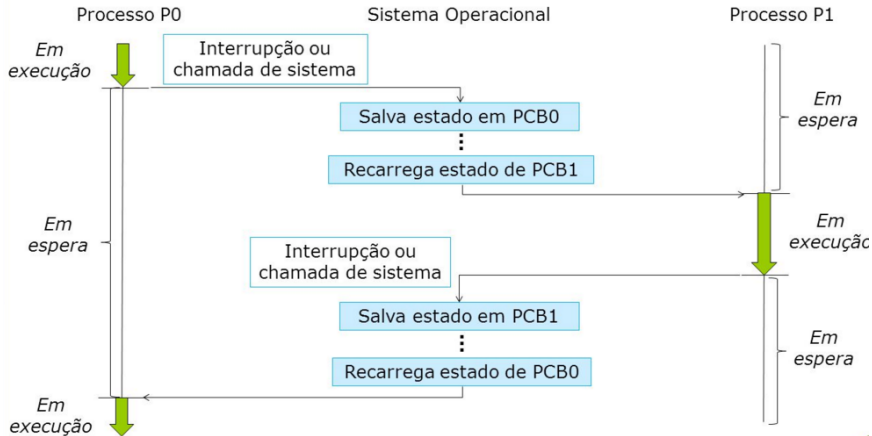 Processo P0
Sistema Operacional
Processo P1
Em
execução
Interrupção ou
chamada de sistema
Salva estado em PCB0
Recarrega estado de PCB1
Em
espera
Em
espera
Em
execução
Interrupção ou
chamada de sistema
Salva estado em PCB1
Recarrega estado de PCB0
Em
espera
Em
execução